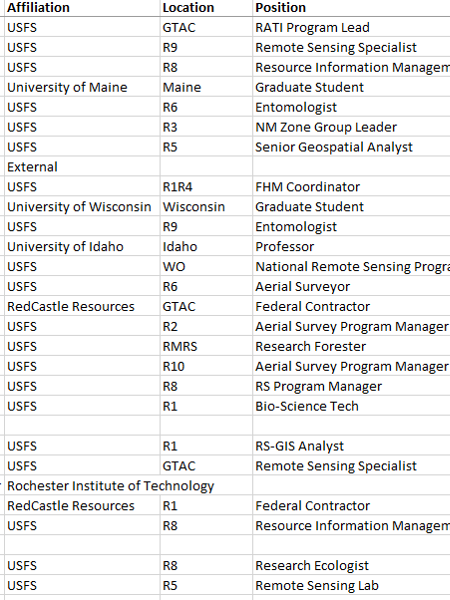 Affiliation Location Position
USFS GTAC RATI Program Lead
USFS R9 Remote Sensing Specialist
USFS R8 Resource Information Managem
University of Maine Maine Graduate Student
USFS R6 Entomologist
USFS R3 NM Zone Group Leader
USFS R5 Senior Geospatial Analyst
External
USFS R1R4 FHM Coordinator
University of Wisconsin Wisconsin Graduate Student
USFS R9 Entomologist
University of Idaho Idaho Professor
USFS WO National Remote Sensing Progra
USFS R6 Aerial Surveyor
RedCastle Resources GTAC Federal Contractor
USFS R2 Aerial Survey Program Manager
USFS RMRS Research Forester
USFS R10 Aerial Survey Program Manager
USFS R8 RS Program Manager
USFS R1 Bio-Science Tech
USFS R1 RS-GIS Analyst
USFS GTAC Remote Sensing Specialist
Rochester Institute of Technology
RedCastle Resources R1 Federal Contractor
USFS R8 Resource Information Managem
USFS R8 Research Ecologist
USFS R5 Remote Sensing Lab